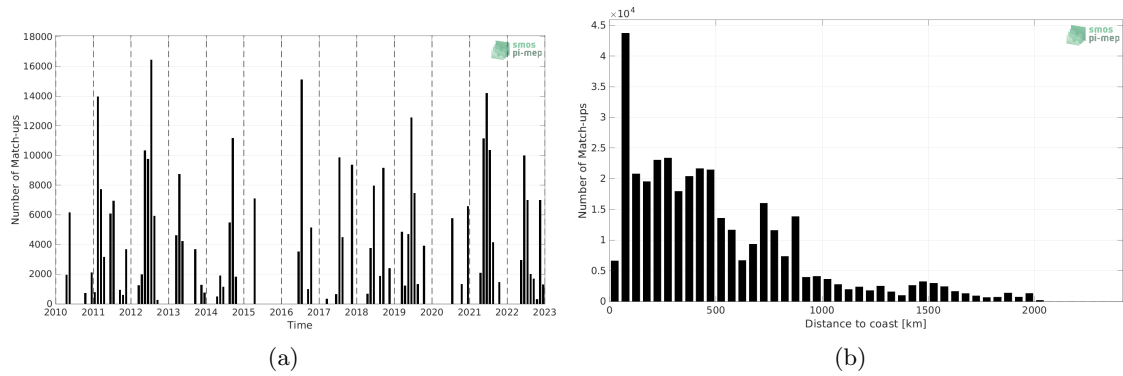 18000
16000
14000
12000
10000
8000
6000
4000
2000
0
Number of Match-ups
2010 2011 2012 2013 2014 2015 2016 2017 2018 2019 2020 2021 2022 2023
Time
smos
pi-mep
(a)
×10⁴
4.5
4
3.5
3
2.5
2
1.5
1
0.5
0
Number of Match-ups
0 500 1000 1500 2000
Distance to coast [km]
smos
pi-mep
(b)